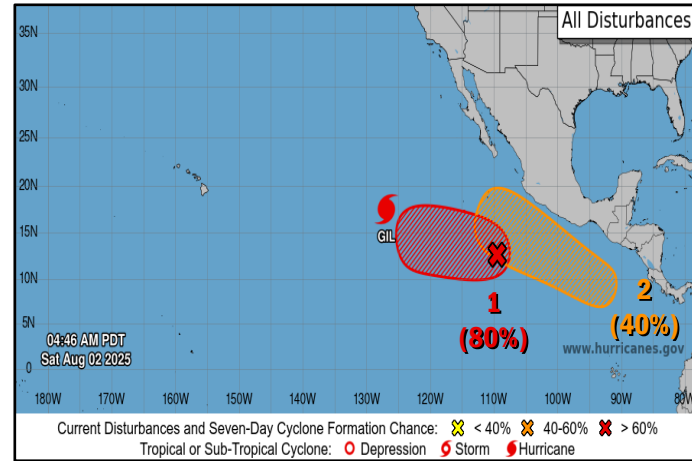 All Disturbances
35N
30N
25N
20N
15N
10N
5N
0
GIL
1
(80%)
2
(40%)
04:46 AM PDT
Sat Aug 02 2025
www.hurricanes.gov
180W 170W 160W 150W 140W 130W 120W 110W 100W 90W 80W
Current Disturbances and Seven-Day Cyclone Formation Chance: < 40% 40-60% > 60%
Tropical or Sub-Tropical Cyclone: Depression Storm Hurricane